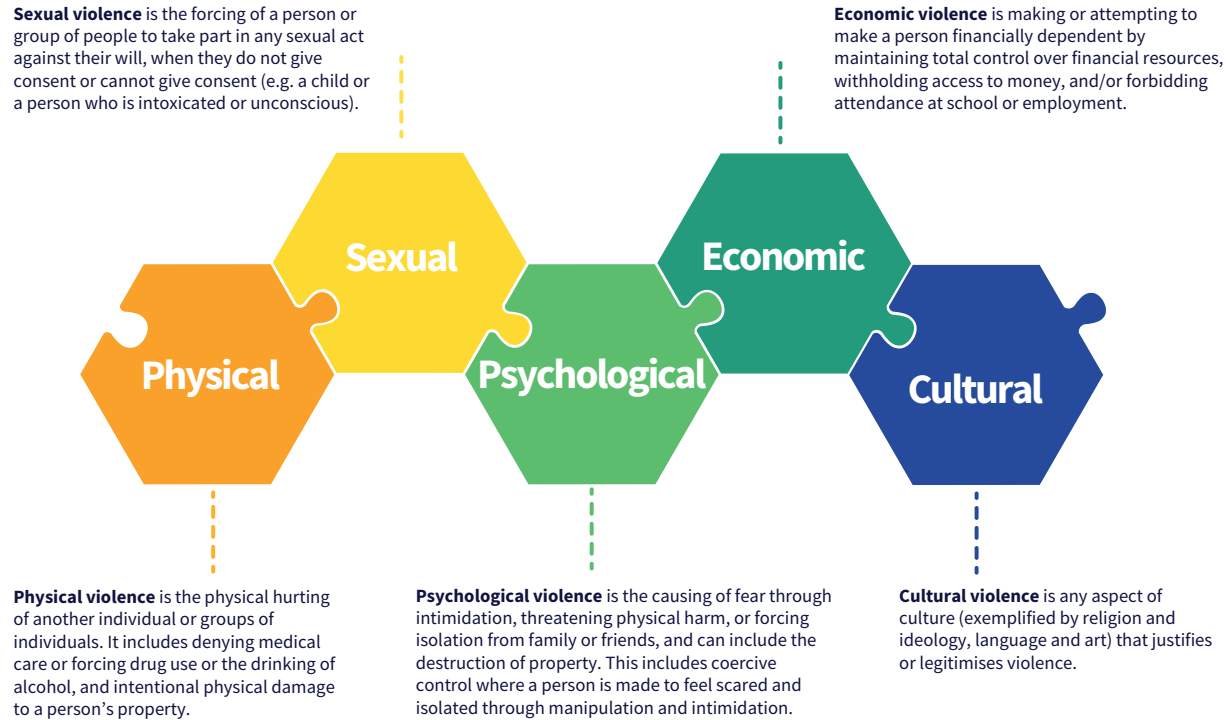 Sexual violence is the forcing of a person or
group of people to take part in any sexual act
against their will, when they do not give
consent or cannot give consent (e.g. a child or
a person who is intoxicated or unconscious).
Economic violence is making or attempting to
make a person financially dependent by
maintaining total control over financial resources,
withholding access to money, and/or forbidding
attendance at school or employment.
Sexual
Economic
Physical
Psychological
Cultural
Physical violence is the physical hurting
of another individual or groups of
individuals. It includes denying medical
care or forcing drug use or the drinking of
alcohol, and intentional physical damage
to a person’s property.
Psychological violence is the causing of fear through
intimidation, threatening physical harm, or forcing
isolation from family or friends, and can include the
destruction of property. This includes coercive
control where a person is made to feel scared and
isolated through manipulation and intimidation.
Cultural violence is any aspect of
culture (exemplified by religion and
ideology, language and art) that justifies
or legitimises violence.